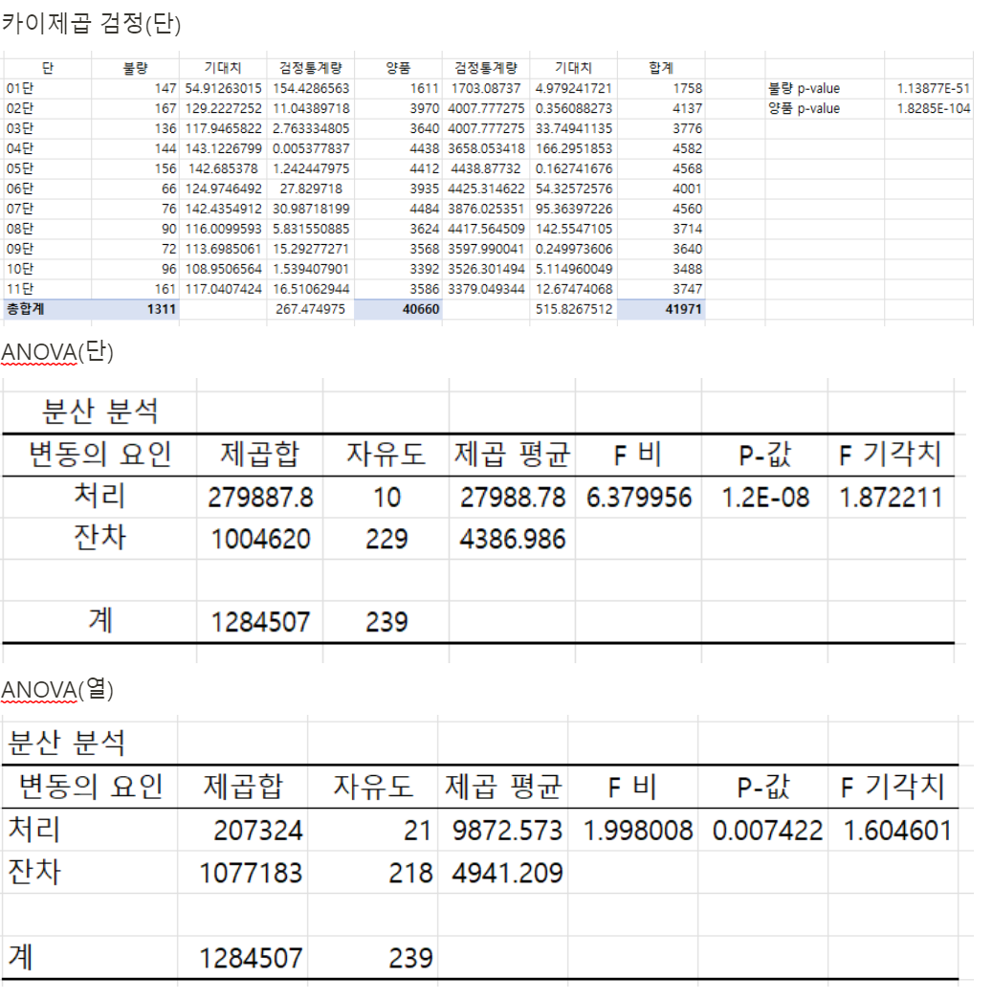 카이제곱 검정(단)
단 불량 기대치 검정통계량 양품 검정통계량 기대치 합계
01단 147 54.91263015 154.4286563 1611 1703.08737 4.979241721 1758 불량 p-value 1.13877E-51
02단 167 129.2227252 11.04389718 3970 4007.777275 0.356088273 4137 양품 p-value 1.8285E-104
03단 136 117.9465822 2.763334805 3640 4007.777275 33.74941135 3776
04단 144 143.1226799 0.005377837 4438 3658.053418 166.2951853 4582
05단 156 142.685378 1.242447975 4412 4438.87732 0.162741676 4568
06단 66 124.9746492 27.829718 3935 4425.314622 54.32572576 4001
07단 76 142.4354912 30.98718199 4484 3876.025351 95.36397226 4560
08단 90 116.0099593 5.831550885 3624 4417.564509 142.5547105 3714
09단 72 113.6985061 15.29277271 3568 3597.990041 0.249973606 3640
10단 96 108.9506564 1.539407901 3392 3526.301494 5.114960049 3488
11단 161 117.0407424 16.51062944 3586 3379.049344 12.67474068 3747
총합계 1311 267.474975 40660 515.8267512 41971
ANOVA(단)
분산 분석
변동의 요인 제곱합 자유도 제곱 평균 F 비 P-값 F 기각치
처리 279887.8 10 27988.78 6.379956 1.2E-08 1.872211
잔차 1004620 229 4386.986
계 1284507 239
ANOVA(열)
분산 분석
변동의 요인 제곱합 자유도 제곱 평균 F 비 P-값 F 기각치
처리 207324 21 9872.573 1.998008 0.007422 1.604601
잔차 1077183 218 4941.209
계 1284507 239